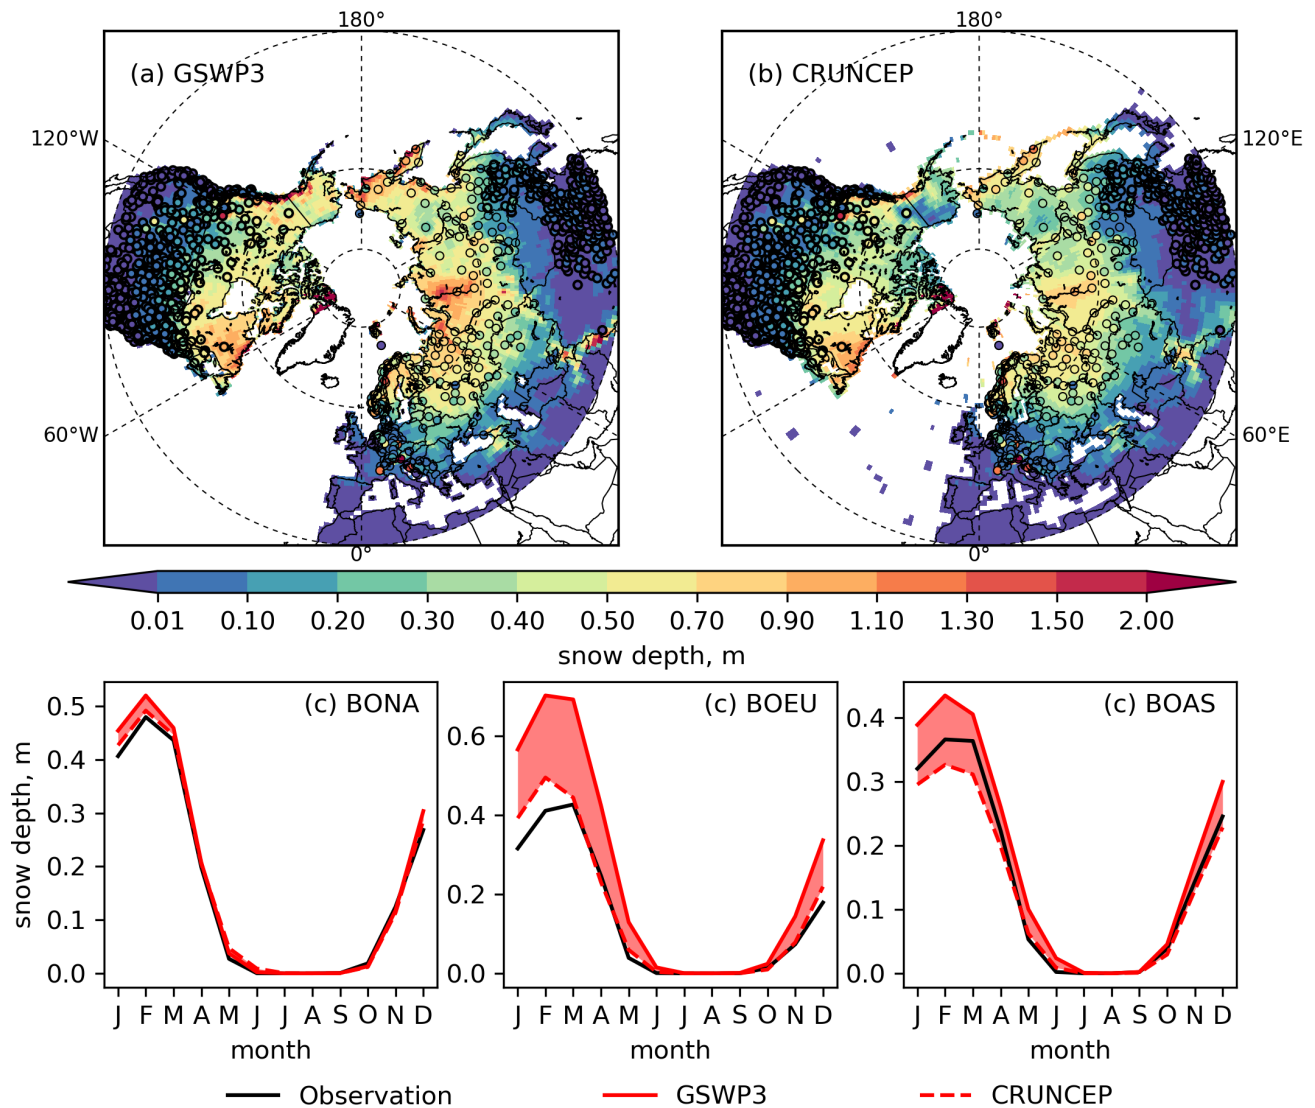 180°
180°
(a) GSWP3
(b) CRUNCEP
120°W
120°E
60°W
60°E
0°
0°
0.01 0.10 0.20 0.30 0.40 0.50 0.70 0.90 1.10 1.30 1.50 2.00
snow depth, m
(c) BONA
snow depth, m
0.5
0.4
0.3
0.2
0.1
0.0
J F M A M J J A S O N D
month
(c) BOEU
0.6
0.4
0.2
0.0
J F M A M J J A S O N D
month
(c) BOAS
0.4
0.3
0.2
0.1
0.0
J F M A M J J A S O N D
month
Observation
GSWP3
CRUNCEP